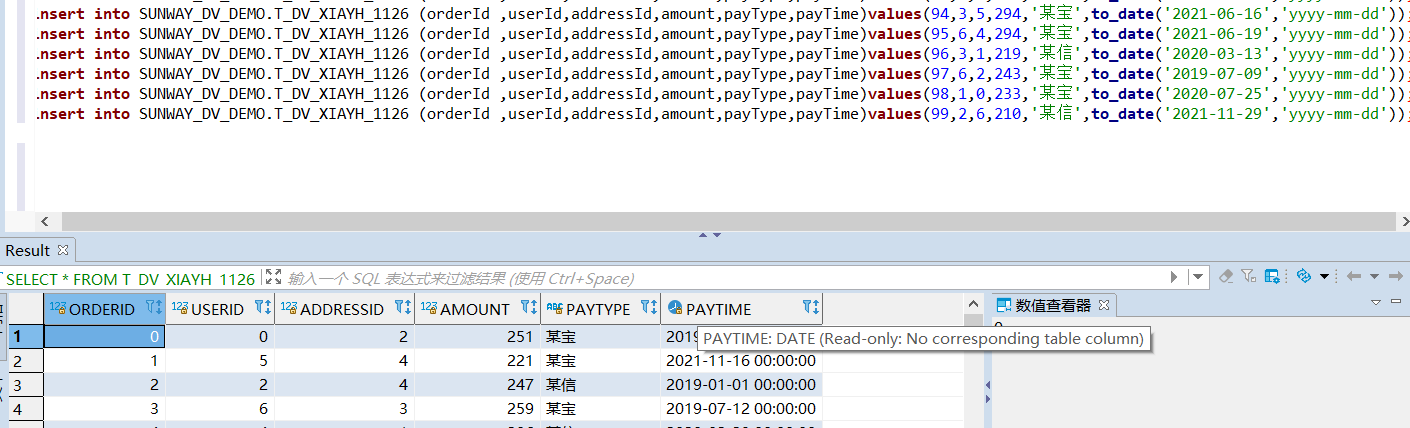 insert into SUNWAY_DV_DEMO.T_DV_XIAYH_1126 (orderId ,userId,addressId,amount,payType,payTime)values(94,3,5,294,'某宝',to_date('2021-06-16','yyyy-mm-dd'));
insert into SUNWAY_DV_DEMO.T_DV_XIAYH_1126 (orderId ,userId,addressId,amount,payType,payTime)values(95,6,4,294,'某宝',to_date('2021-06-19','yyyy-mm-dd'));
insert into SUNWAY_DV_DEMO.T_DV_XIAYH_1126 (orderId ,userId,addressId,amount,payType,payTime)values(96,3,1,219,'某信',to_date('2020-03-13','yyyy-mm-dd'));
insert into SUNWAY_DV_DEMO.T_DV_XIAYH_1126 (orderId ,userId,addressId,amount,payType,payTime)values(97,6,2,243,'某宝',to_date('2019-07-09','yyyy-mm-dd'));
insert into SUNWAY_DV_DEMO.T_DV_XIAYH_1126 (orderId ,userId,addressId,amount,payType,payTime)values(98,1,0,233,'某宝',to_date('2020-07-25','yyyy-mm-dd'));
insert into SUNWAY_DV_DEMO.T_DV_XIAYH_1126 (orderId ,userId,addressId,amount,payType,payTime)values(99,2,6,210,'某信',to_date('2021-11-29','yyyy-mm-dd'));
Result
SELECT * FROM T_DV_XIAYH_1126 输入一个 SQL 表达式来过滤结果 (使用 Ctrl+Space)
123 ORDERID 123 USERID 123 ADDRESSID 123 AMOUNT ABC PAYTYPE PAYTIME 数值查看器
1 0 0 2 251 某宝 2019
PAYTIME: DATE (Read-only: No corresponding table column)
2 1 5 4 221 某宝 2021-11-16 00:00:00
3 2 2 4 247 某信 2019-01-01 00:00:00
4 3 6 3 259 某宝 2019-07-12 00:00:00